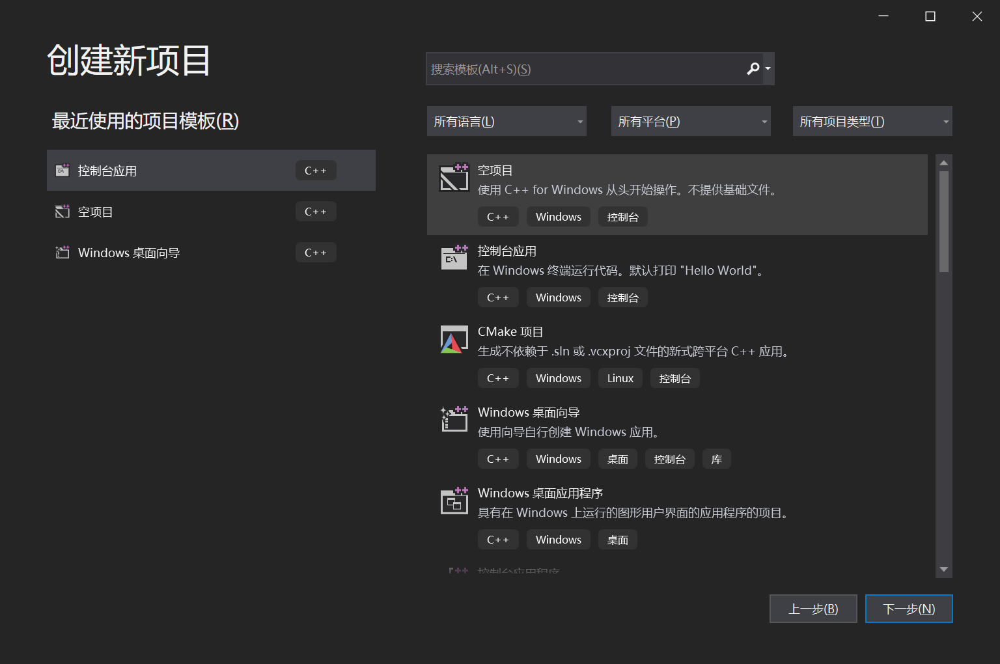 创建新项目
搜索模板(Alt+S)(S)
最近使用的项目模板(R)
所有语言(L)
所有平台(P)
所有项目类型(T)
控制台应用
C++
空项目
C++
Windows 桌面向导
C++
空项目
使用 C++ for Windows 从头开始操作。不提供基础文件。
C++ Windows 控制台
控制台应用
在 Windows 终端运行代码。默认打印 "Hello World"。
C++ Windows 控制台
CMake 项目
生成不依赖于 .sln 或 .vcxproj 文件的新式跨平台 C++ 应用。
C++ Windows Linux 控制台
Windows 桌面向导
使用向导自行创建 Windows 应用。
C++ Windows 桌面 控制台 库
Windows 桌面应用程序
具有在 Windows 上运行的图形用户界面的应用程序的项目。
C++ Windows 桌面
控制台应用程序
上一步(B)
下一步(N)